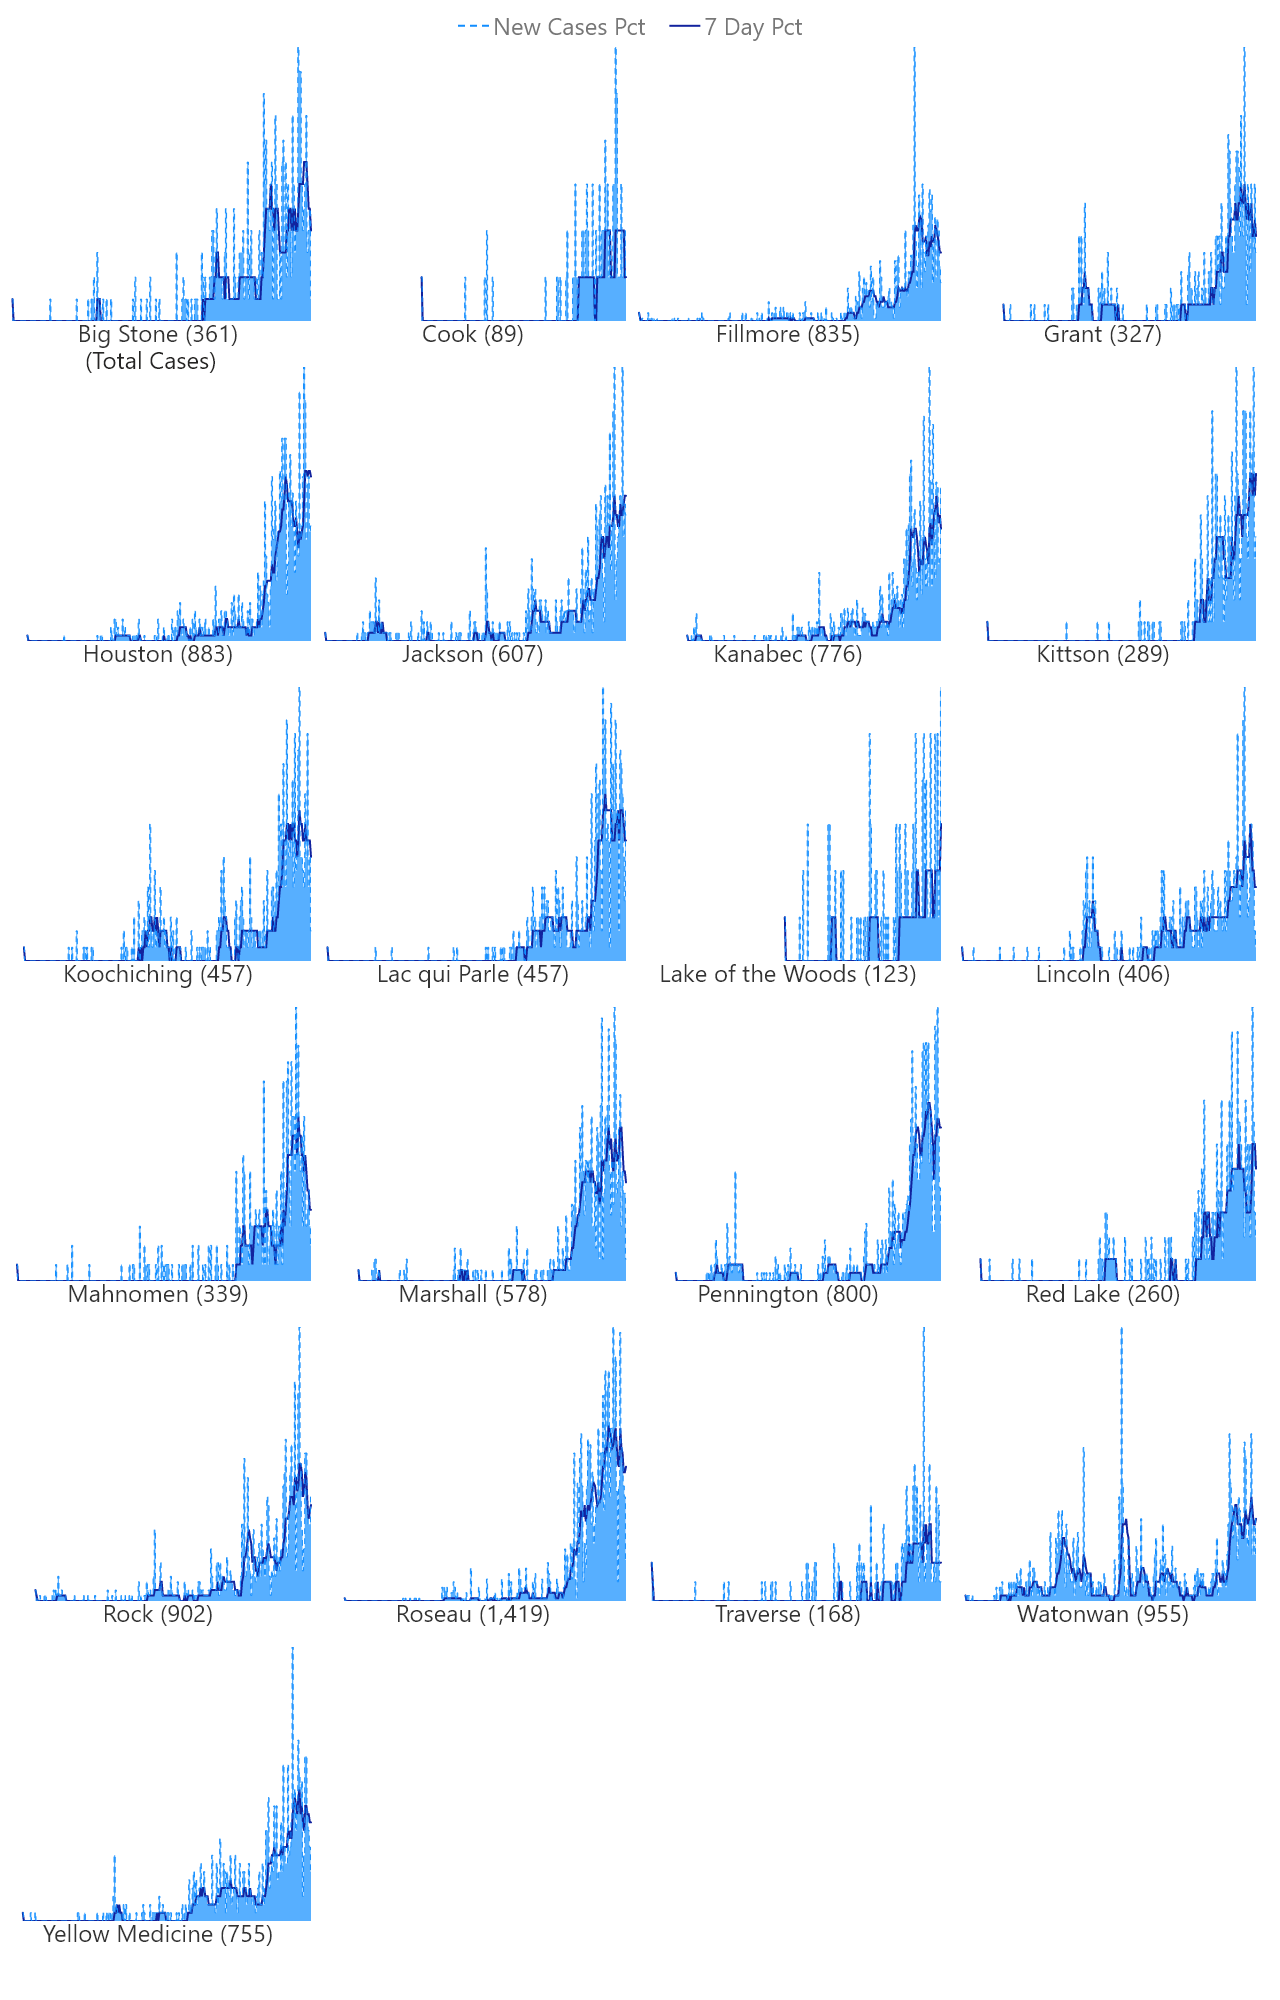 New Cases Pct 7 Day Pct
Big Stone (361) Cook (89) Fillmore (835) Grant (327)
(Total Cases)
Houston (883) Jackson (607) Kanabec (776) Kittson (289)
Koochiching (457) Lac qui Parle (457) Lake of the Woods (123) Lincoln (406)
Mahnomen (339) Marshall (578) Pennington (800) Red Lake (260)
Rock (902) Roseau (1,419) Traverse (168) Watonwan (955)
Yellow Medicine (755)